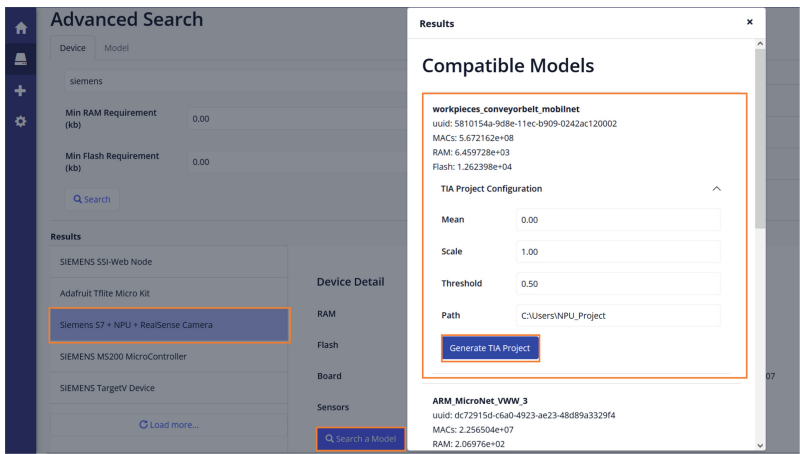 Advanced Sear
Device Model
siemens
Min RAM Requirement
(kb)
0.00
Min Flash Requirement
(kb)
0.00
Search
Results
SIEMENS SSI-Web Node
Adafruit Tflite Micro Kit
Siemens S7 + NPU + RealSense Camera
SIEMENS MS200 MicroController
SIEMENS TargetV Device
Load more...
Device Detail
RAM
Flash
Board
07
Sensors
Search a Model
Results
×
Compatible Models
workpieces_conveyorbelt_mobilnet
uuid: 5810154a-9d8e-11ec-b909-0242ac120002
MACs: 5.672162e+08
RAM: 6.459728e+03
Flash: 1.262398e+04
TIA Project Configuration
Mean 0.00
Scale 1.00
Threshold 0.50
Path C:\Users\NPU_Project
Generate TIA Project
ARM_MicroNet_VWW_3
uuid: dc72915d-c6a0-4923-ae23-48d89a3329f4
MACs: 2.256504e+07
RAM: 2.06976e+02